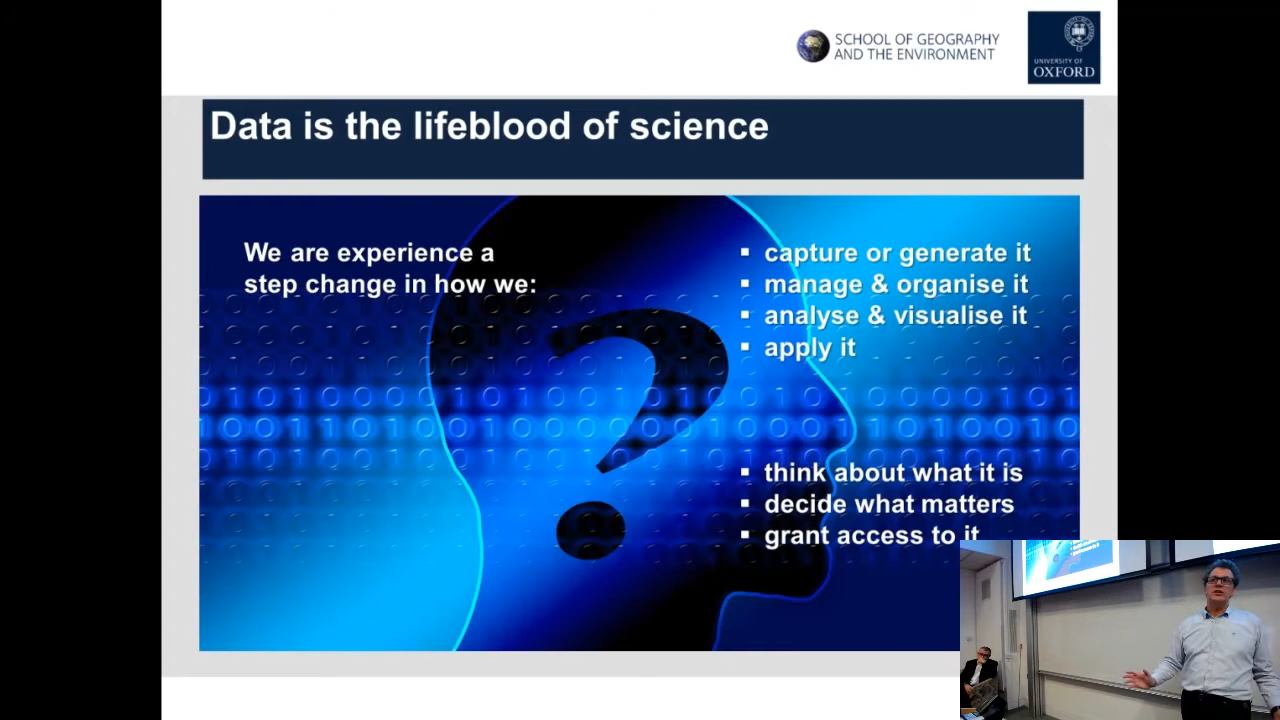 SCHOOL OF GEOGRAPHY
AND THE ENVIRONMENT
UNIVERSITY OF
OXFORD
Data is the lifeblood of science
We are experience a
step change in how we:
▪ capture or generate it
▪ manage & organise it
▪ analyse & visualise it
▪ apply it
▪ think about what it is
▪ decide what matters
▪ grant access to it